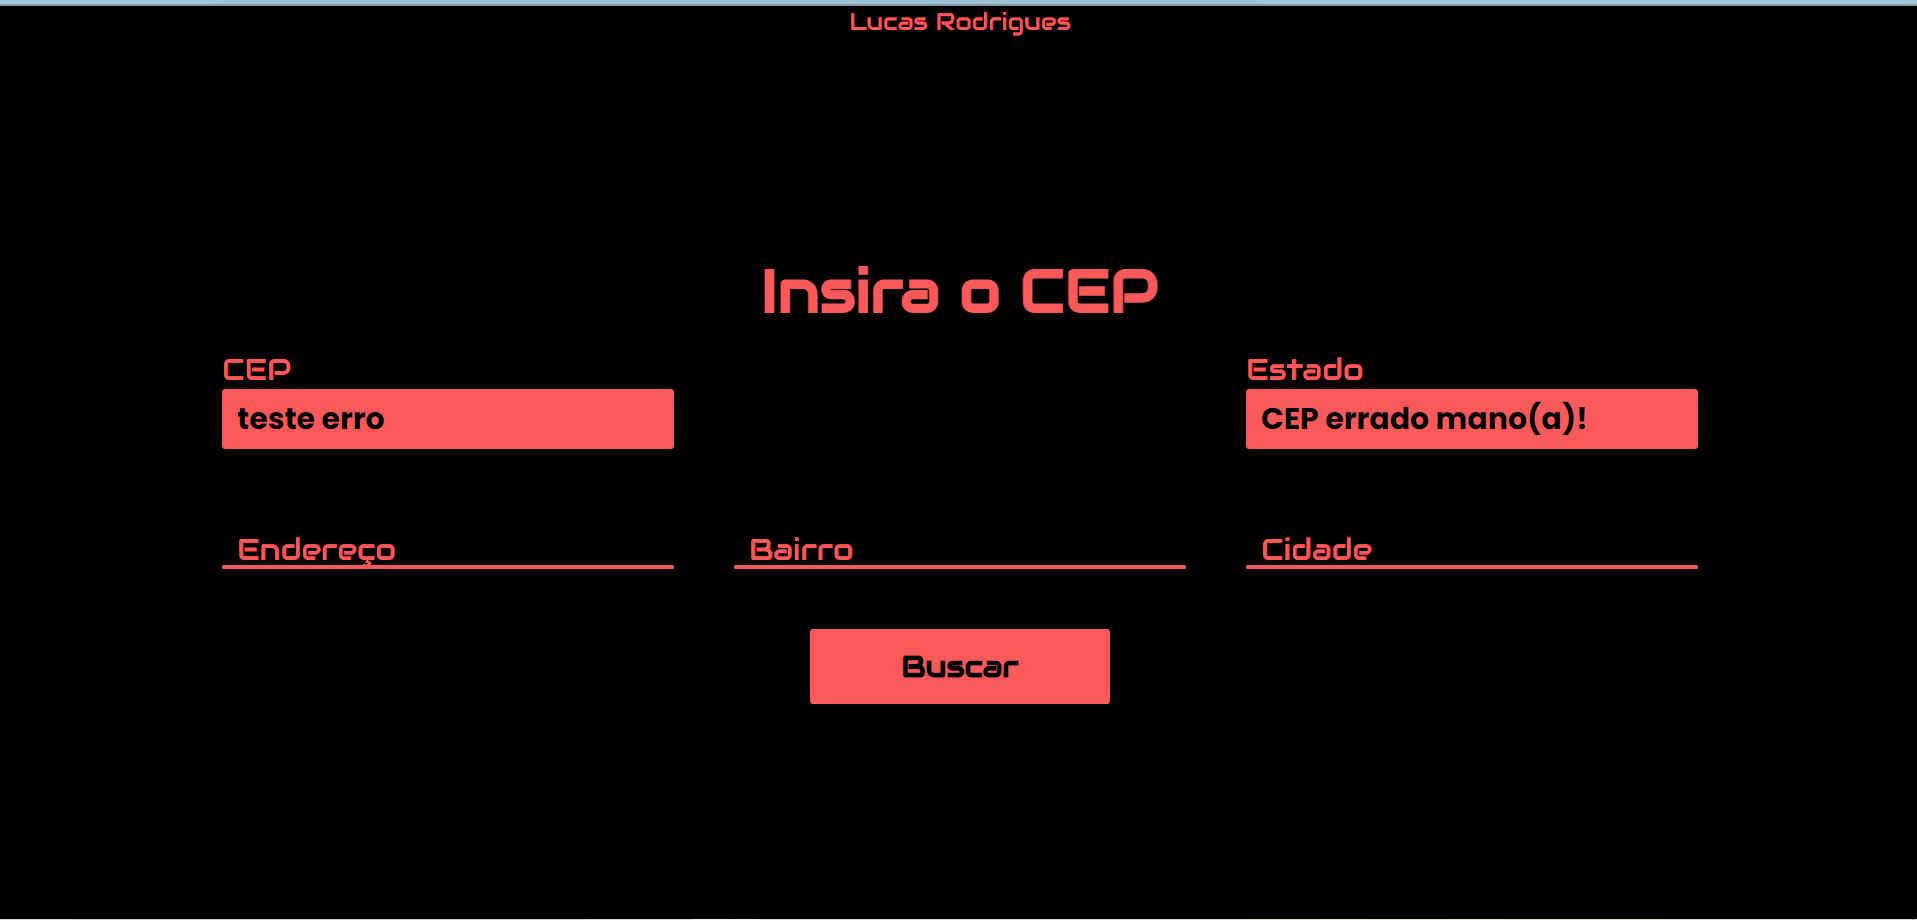 Lucas Rodrigues
Insira o CEP
CEP
Estado
teste erro
CEP errado mano(a)!
Endereço
Bairro
Cidade
Buscar